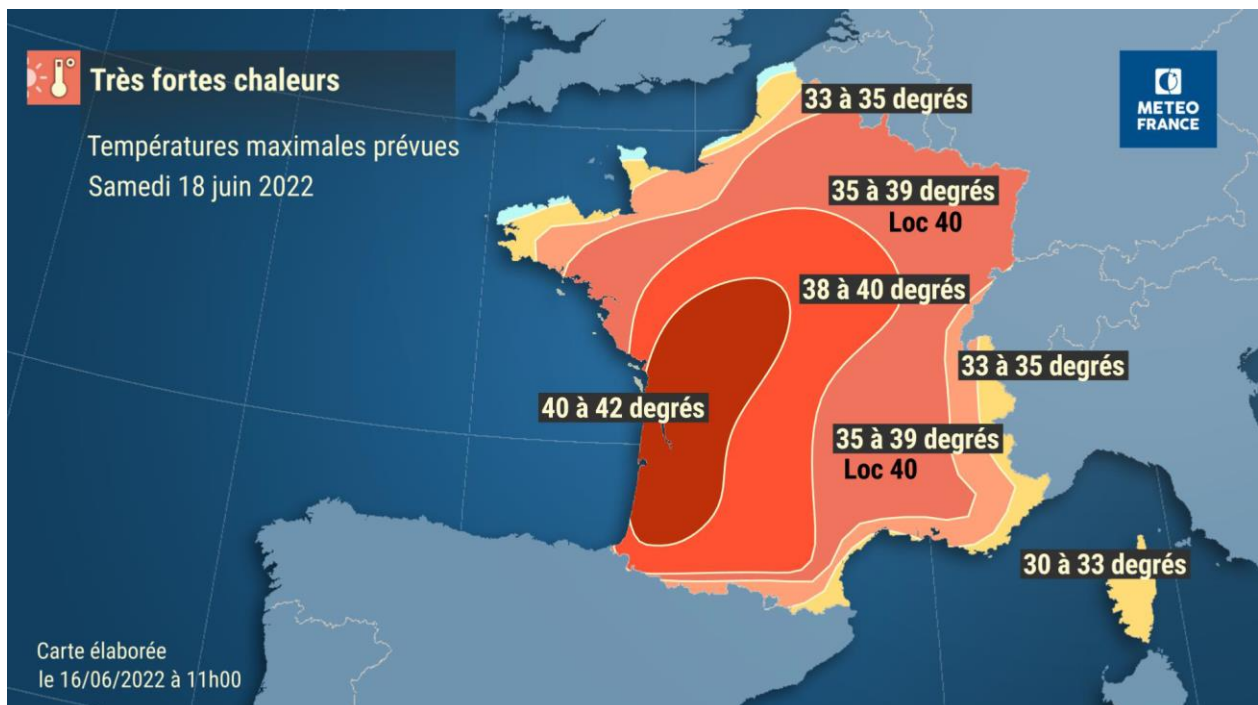 Très fortes chaleurs
Températures maximales prévues
Samedi 18 juin 2022
METEO
FRANCE
33 à 35 degrés
35 à 39 degrés
Loc 40
38 à 40 degrés
33 à 35 degrés
40 à 42 degrés
35 à 39 degrés
Loc 40
30 à 33 degrés
Carte élaborée
le 16/06/2022 à 11h00